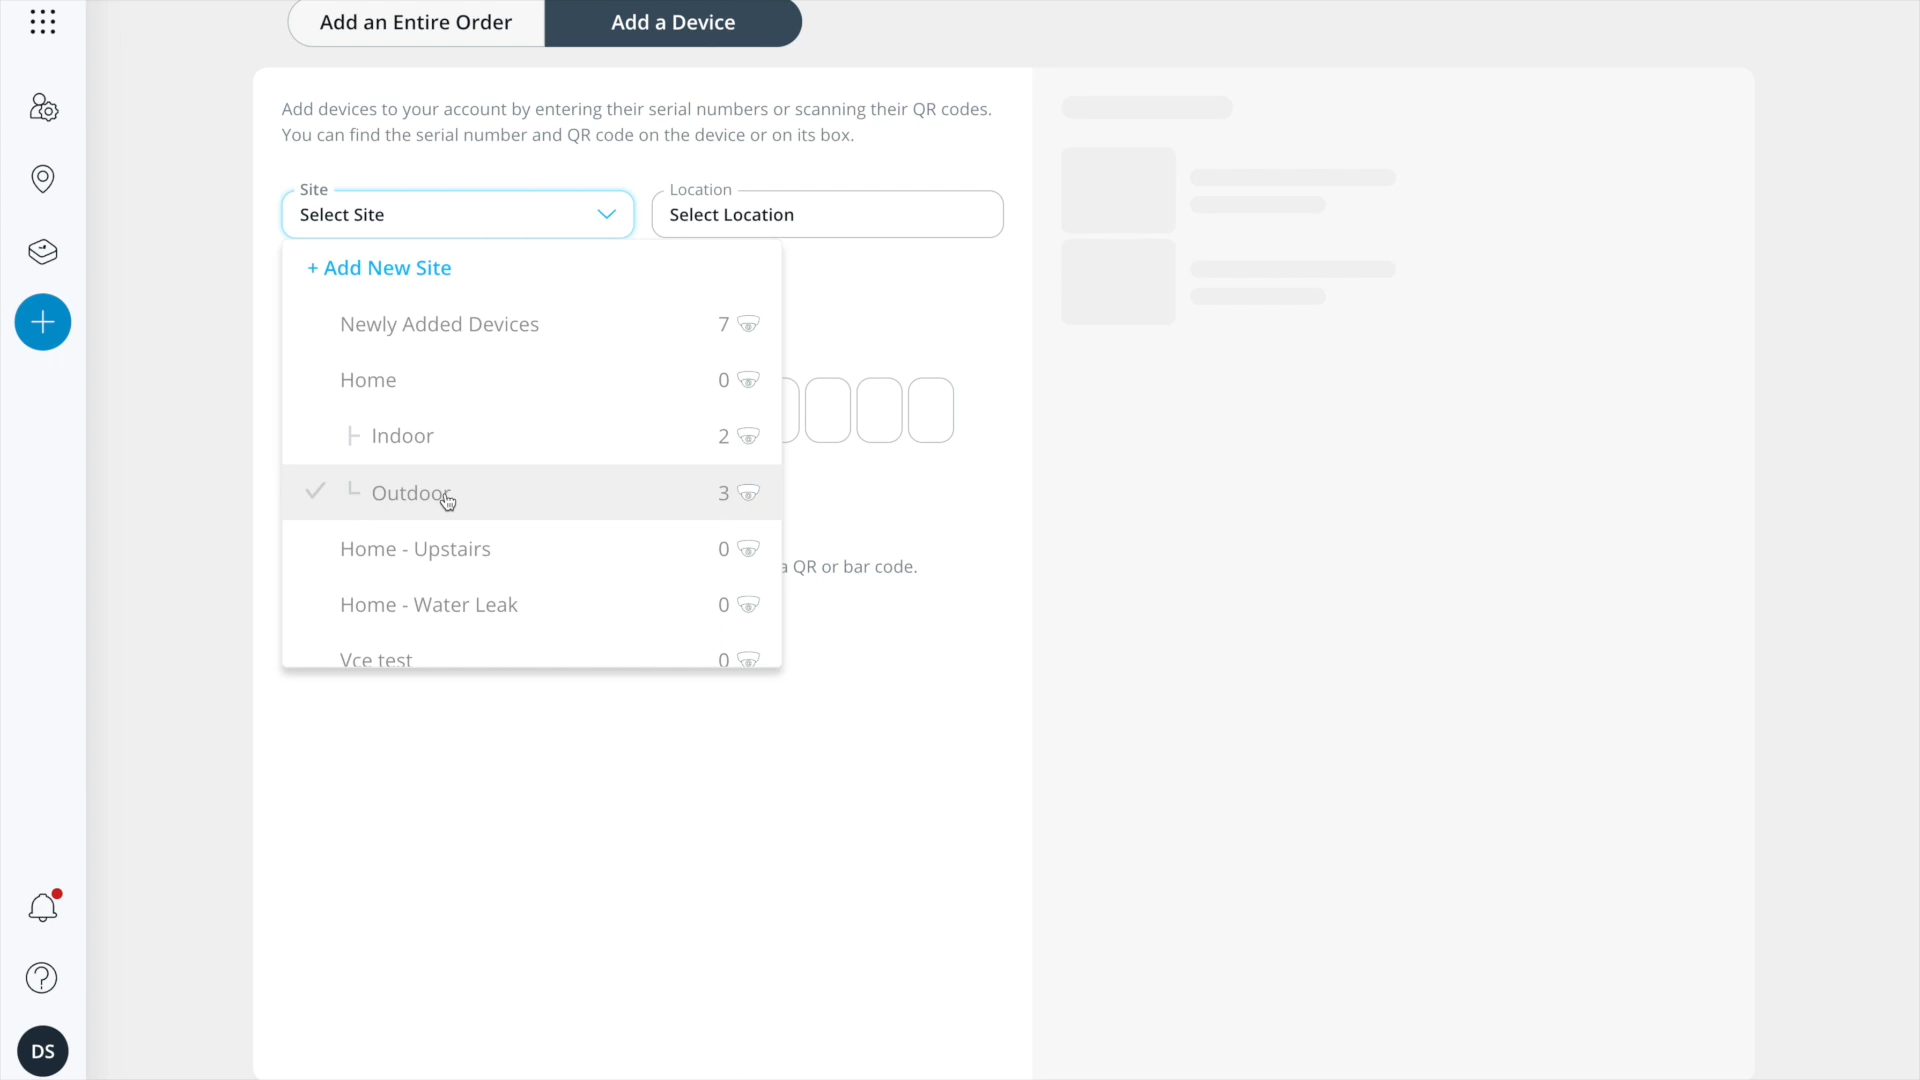 Add an Entire Order
Add a Device
Add devices to your account by entering their serial numbers or scanning their QR codes.
You can find the serial number and QR code on the device or on its box.
Site
Select Site
Location
Select Location
+ Add New Site
Newly Added Devices 7
Home 0
Indoor 2
Outdoor 3
Home - Upstairs 0
Home - Water Leak 0
Vce test 0
a QR or bar code.
DS